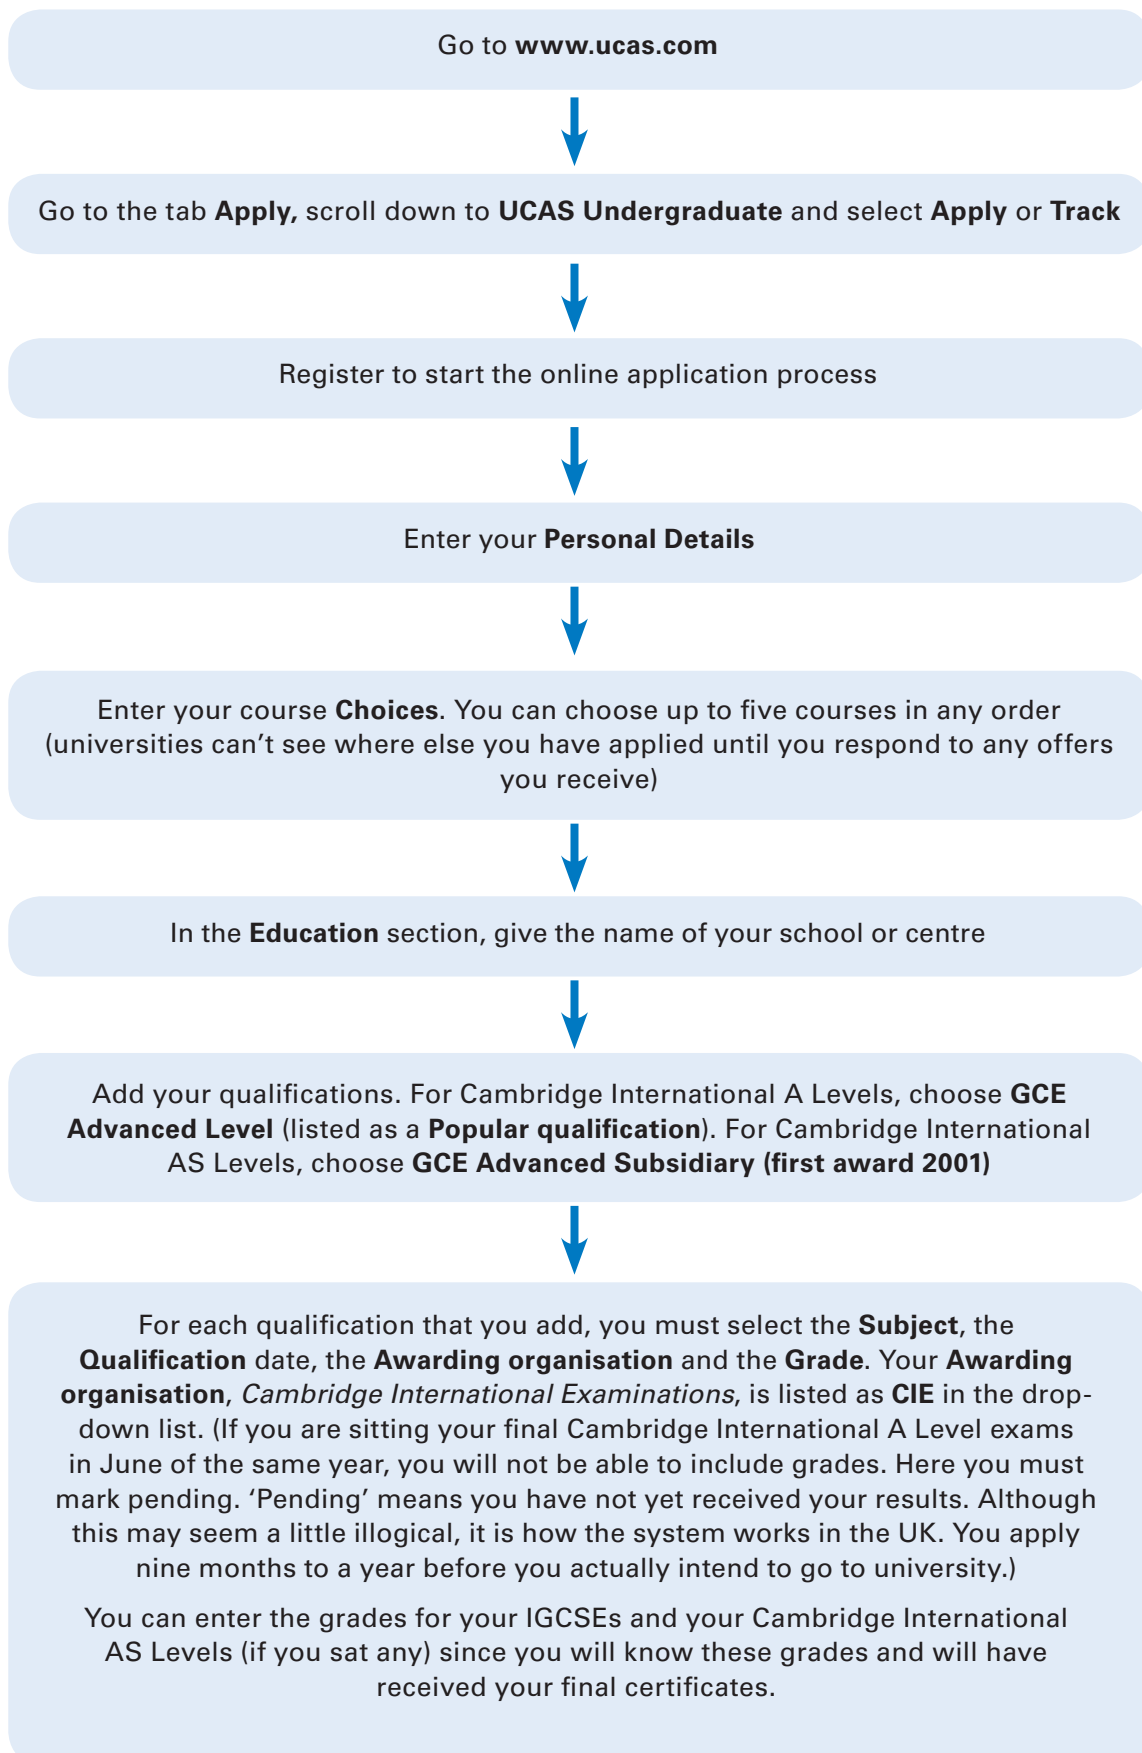 Go to www.ucas.com
Go to the tab Apply, scroll down to UCAS Undergraduate and select Apply or Track
Register to start the online application process
Enter your Personal Details
Enter your course Choices. You can choose up to five courses in any order
(universities can’t see where else you have applied until you respond to any offers
you receive)
In the Education section, give the name of your school or centre
Add your qualifications. For Cambridge International A Levels, choose GCE
Advanced Level (listed as a Popular qualification). For Cambridge International
AS Levels, choose GCE Advanced Subsidiary (first award 2001)
For each qualification that you add, you must select the Subject, the
Qualification date, the Awarding organisation and the Grade. Your Awarding
organisation, Cambridge International Examinations, is listed as CIE in the drop-
down list. (If you are sitting your final Cambridge International A Level exams
in June of the same year, you will not be able to include grades. Here you must
mark pending. ‘Pending’ means you have not yet received your results. Although
this may seem a little illogical, it is how the system works in the UK. You apply
nine months to a year before you actually intend to go to university.)
You can enter the grades for your IGCSEs and your Cambridge International
AS Levels (if you sat any) since you will know these grades and will have
received your final certificates.